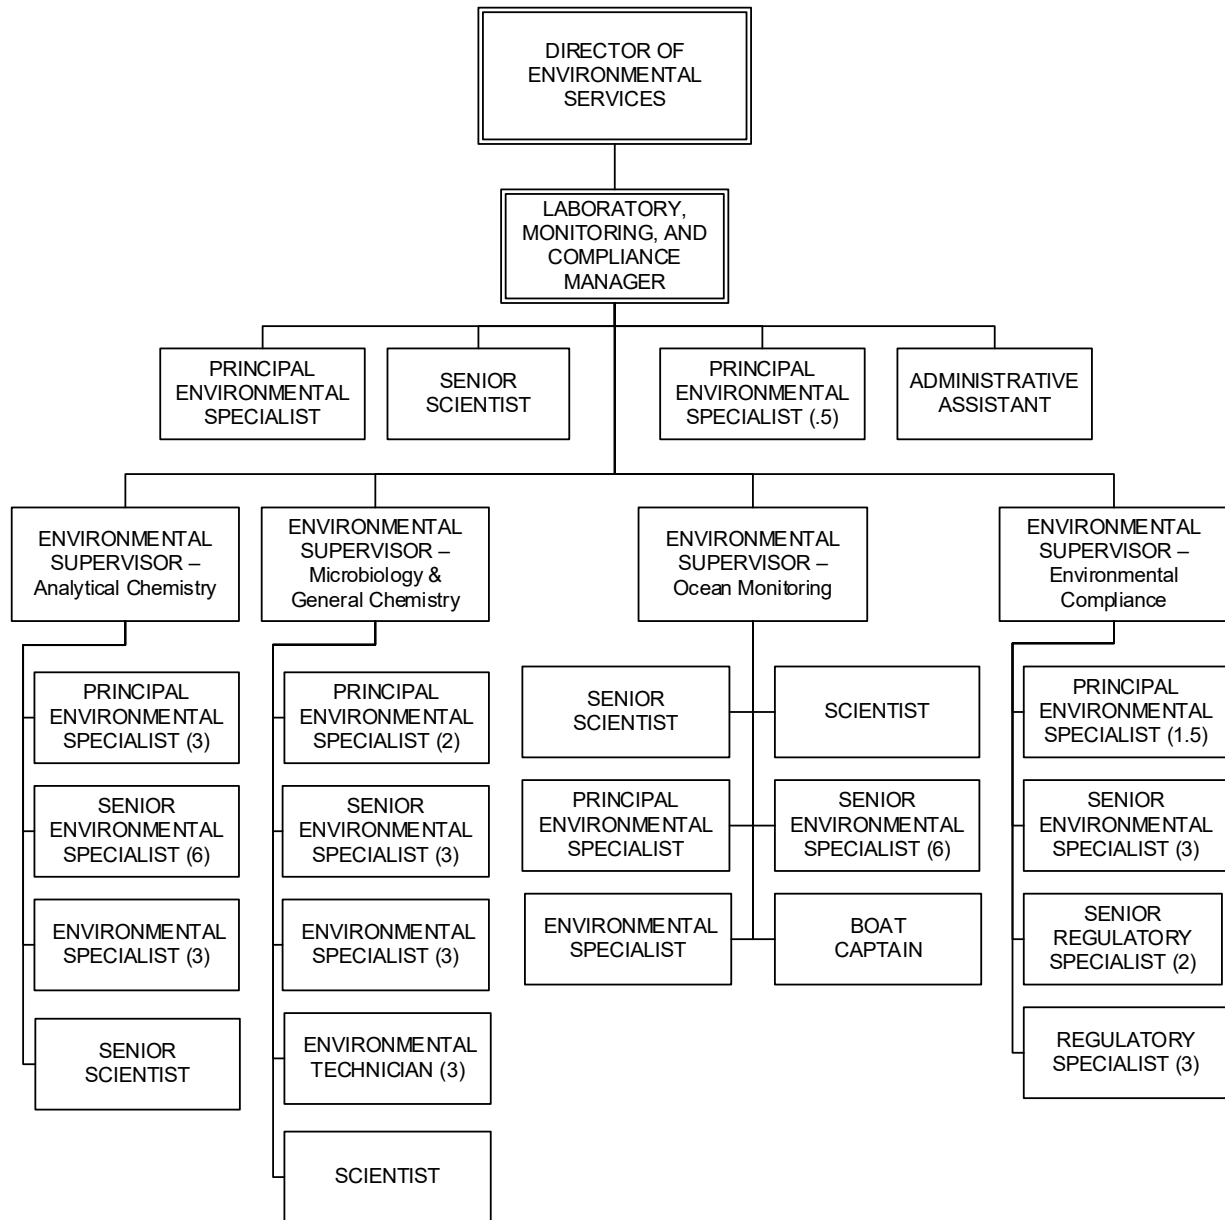 DIRECTOR OF
ENVIRONMENTAL
SERVICES
LABORATORY,
MONITORING, AND
COMPLIANCE
MANAGER
PRINCIPAL
ENVIRONMENTAL
SPECIALIST
SENIOR
SCIENTIST
PRINCIPAL
ENVIRONMENTAL
SPECIALIST (.5)
ADMINISTRATIVE
ASSISTANT
ENVIRONMENTAL
SUPERVISOR –
Analytical Chemistry
ENVIRONMENTAL
SUPERVISOR –
Microbiology &
General Chemistry
ENVIRONMENTAL
SUPERVISOR –
Ocean Monitoring
ENVIRONMENTAL
SUPERVISOR –
Environmental
Compliance
PRINCIPAL
ENVIRONMENTAL
SPECIALIST (3)
SENIOR
ENVIRONMENTAL
SPECIALIST (6)
ENVIRONMENTAL
SPECIALIST (3)
SENIOR
SCIENTIST
PRINCIPAL
ENVIRONMENTAL
SPECIALIST (2)
SENIOR
ENVIRONMENTAL
SPECIALIST (3)
ENVIRONMENTAL
SPECIALIST (3)
ENVIRONMENTAL
TECHNICIAN (3)
SCIENTIST
SENIOR
SCIENTIST
SCIENTIST
PRINCIPAL
ENVIRONMENTAL
SPECIALIST
SENIOR
ENVIRONMENTAL
SPECIALIST (6)
ENVIRONMENTAL
SPECIALIST
BOAT
CAPTAIN
PRINCIPAL
ENVIRONMENTAL
SPECIALIST (1.5)
SENIOR
ENVIRONMENTAL
SPECIALIST (3)
SENIOR
REGULATORY
SPECIALIST (2)
REGULATORY
SPECIALIST (3)